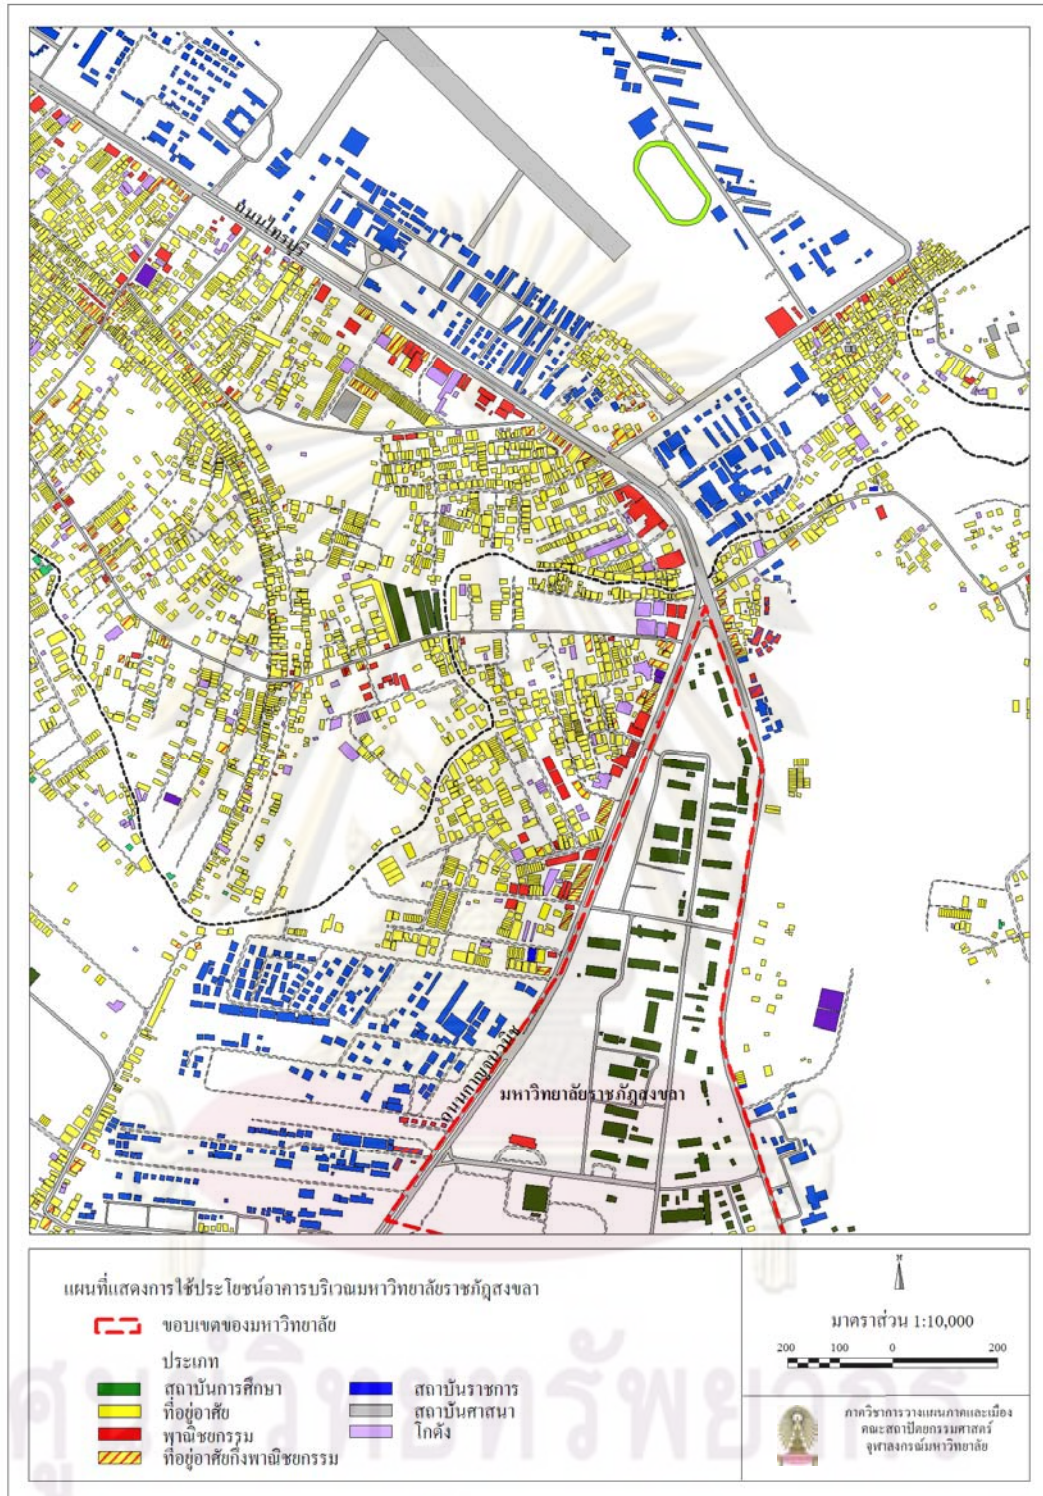 ถนนไทรบุรี
ถนนกาญจนวนิช
มหาวิทยาลัยราชภัฏสงขลา
แผนที่แสดงการใช้ประโยชน์อาคารบริเวณมหาวิทยาลัยราชภัฎสงขลา
ขอบเขตของมหาวิทยาลัย
ประเภท
สถาบันการศึกษา
ที่อยู่อาศัย
พาณิชยกรรม
ที่อยู่อาศัยกึ่งพาณิชยกรรม
สถาบันราชการ
สถาบันศาสนา
โกดัง
N
มาตราส่วน 1:10,000
200 100 0 200
ภาควิชาการวางแผนภาคและเมือง
คณะสถาปัตยกรรมศาสตร์
จุฬาลงกรณ์มหาวิทยาลัย
ศูนย์วิทยทรัพยากร